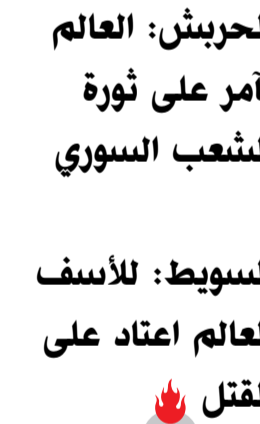 لحربش: العالم
آمر على ثورة
لشعب السوري
لسويط: للأسف
لعالم اعتاد على
لقتل